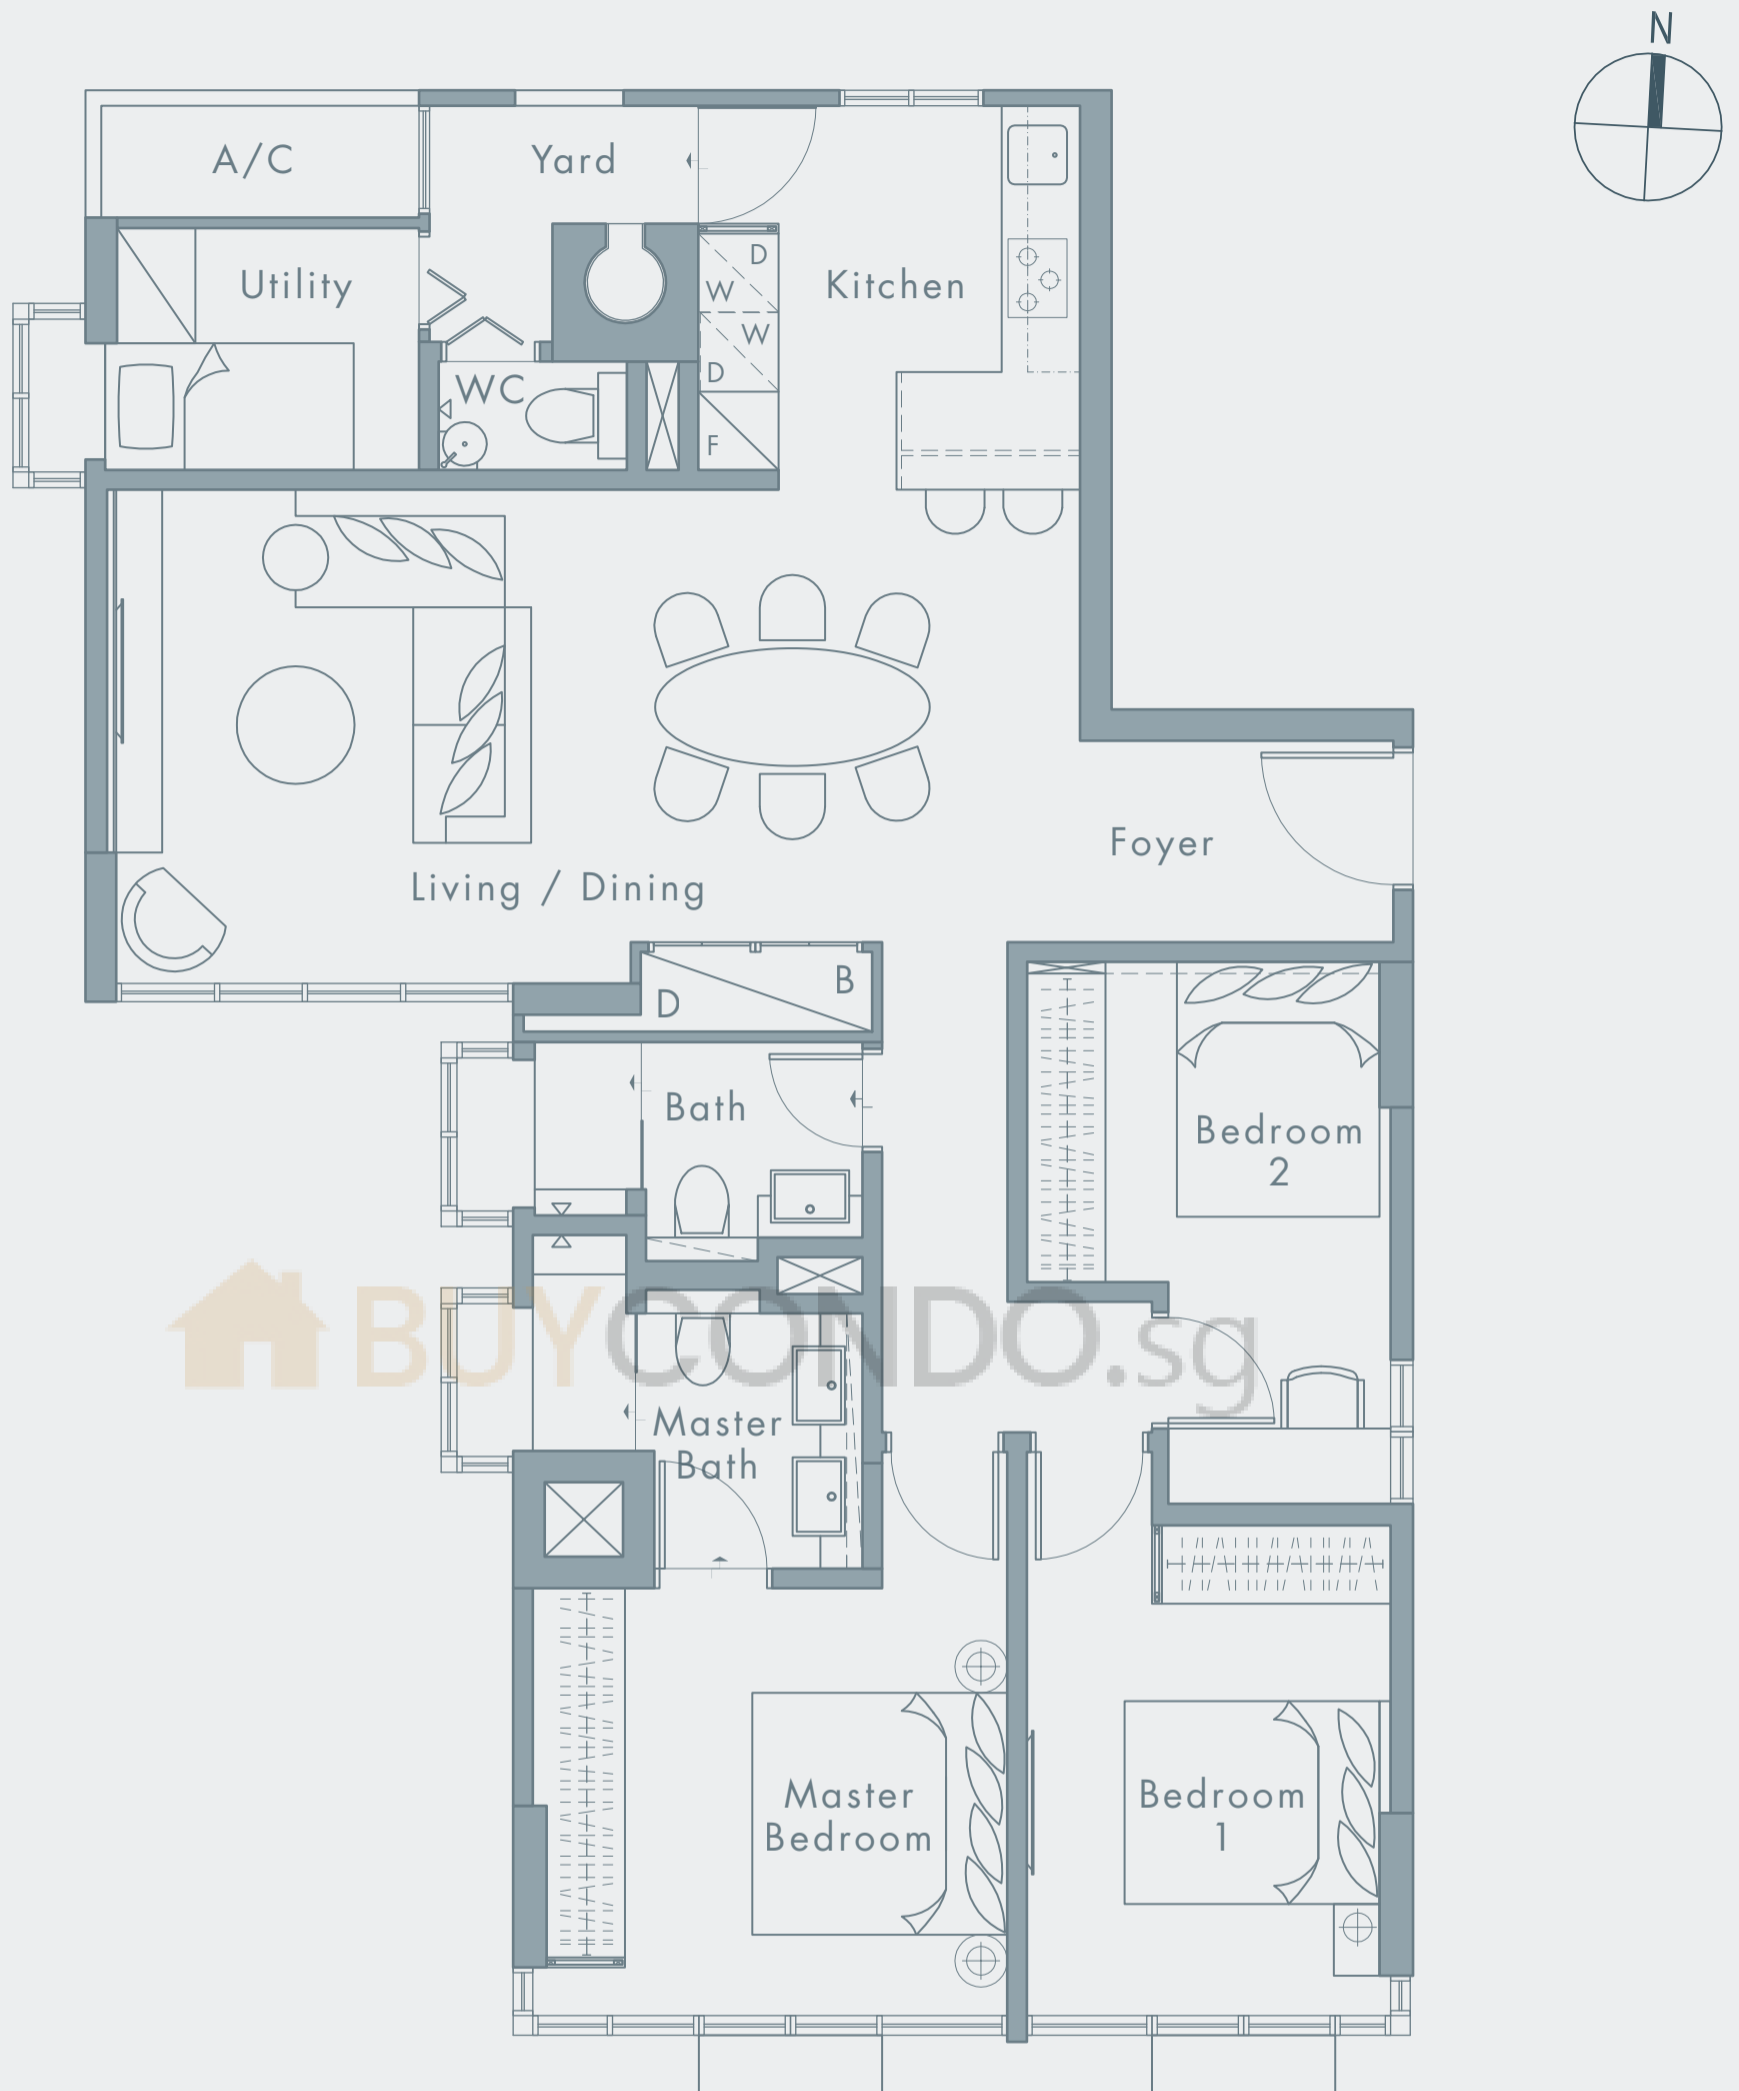 N
A/C
Yard
Utility
D
W
Kitchen
W
D
WC
F
Foyer
Living / Dining
B
D
Bath
Bedroom
2
BUYCONDO.sg
Master
Bath
Master
Bedroom
Bedroom
1